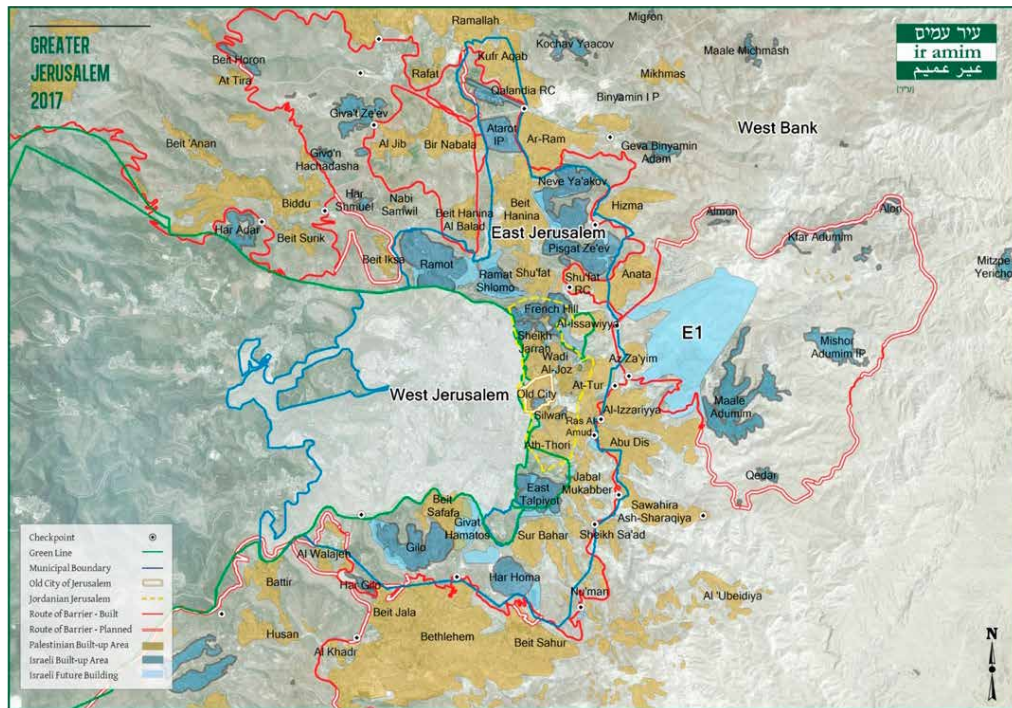 GREATER
JERUSALEM
2017
עיר עמים
ir amim
عير عميم
Ramallah
Migron
Kochav Yaacov
Maale Michmash
Beit Horon
At Tira
Rafat
Kufr Aqab
Mikhmas
Qalandia RC
Binyamin I P
Giva't Ze'ev
Atarot
IP
West Bank
Beit 'Anan
Givo'n
Hachadasha
Al Jib
Bir Nabala
Ar-Ram
Geva Binyamin
Adam
Har
Shmuel
Nabi
Samwil
Neve Ya'akov
Biddu
Beit Hanina
Al Balad
Beit
Hanina
Hizma
Almon
Alon
Har Adar
Beit Surik
East Jerusalem
Kfar Adumim
Beit Iksa
Ramot
Pisgat Ze'ev
Mitzpe
Yericho
Ramat
Shlomo
Shu'fat
Shu'fat
RC
Anata
French Hill
Al-Issawiyya
E1
Sheikh
Jarrah
Mishor
Adumim IP
Wadi
Al-Joz
Az Za'yim
West Jerusalem
Old City
At-Tur
Maale
Adumim
Silwan
Ras Al
Amud
Al-Izzariyya
Ath-Thori
Abu Dis
Jabal
Mukabber
Qedar
East
Talpiyot
Beit
Safafa
Sawahira
Ash-Sharaqiya
Givat
Hamatos
Sur Bahar
Sheikh Sa'ad
Al Walajeh
Gilo
Battir
Har Gilo
Har Homa
Nu'man
Al 'Ubeidiya
Beit Jala
Husan
Bethlehem
Beit Sahur
Al Khadr
Checkpoint
Green Line
Municipal Boundary
Old City of Jerusalem
Jordanian Jerusalem
Route of Barrier - Built
Route of Barrier - Planned
Palestinian Built-up Area
Israeli Built-up Area
Israeli Future Building
N